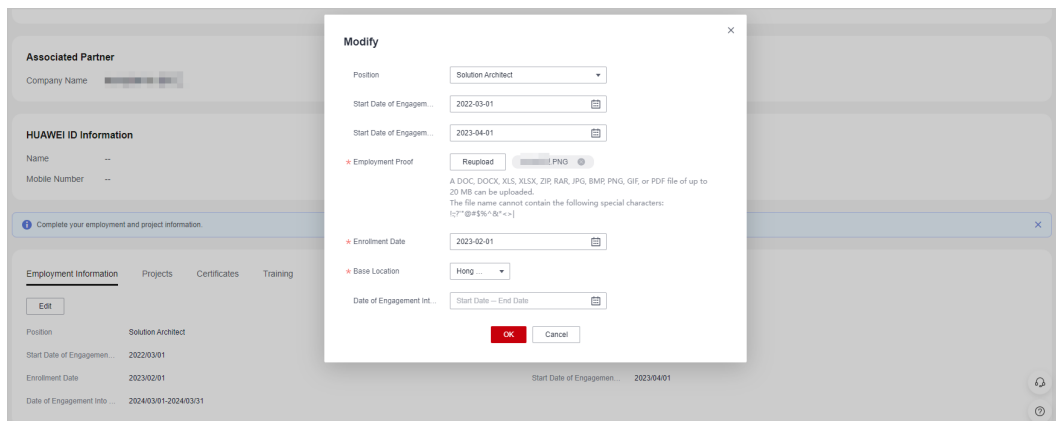 Modify
Position Solution Architect
Start Date of Engagem... 2022-03-01
Start Date of Engagem... 2023-04-01
* Employment Proof Reupload .PNG
A DOC, DOCX, XLS, XLSX, ZIP, RAR, JPG, BMP, PNG, GIF, or PDF file of up to
20 MB can be uploaded.
The file name cannot contain the following special characters:
* Enrollment Date 2023-02-01
* Base Location Hong ...
Date of Engagement Int... Start Date -- End Date
OK Cancel
Associated Partner
Company Name
HUAWEI ID Information
Name --
Mobile Number --
Complete your employment and project information.
Employment Information Projects Certificates Training
Edit
Position Solution Architect
Start Date of Engagemen... 2022/03/01
Enrollment Date 2023/02/01 Start Date of Engagemen... 2023/04/01
Date of Engagement Into ... 2024/03/01-2024/03/31